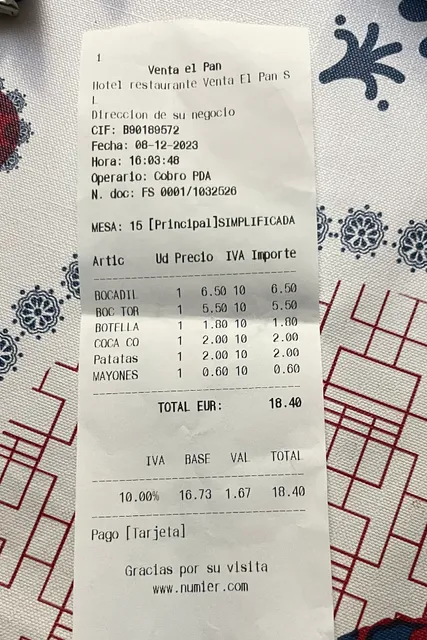 1
Venta el Pan
Hotel restaurante Venta El Pan S
L
Direccion de su negocio
CIF: B90189572
Fecha: 08-12-2023
Hora: 16:03:48
Operario: Cobro PDA
N. doc: FS 0001/1032526
MESA: 15 [Principal]SIMPLIFICADA
Artic Ud Precio IVA Importe
BOCADIL 1 6.50 10 6.50
BOC TOR 1 5.50 10 5.50
BOTELLA 1 1.80 10 1.80
COCA CO 1 2.00 10 2.00
Patatas 1 2.00 10 2.00
MAYONES 1 0.60 10 0.60
TOTAL EUR: 18.40
IVA BASE VAL TOTAL
10.00% 16.73 1.67 18.40
Pago [Tarjeta]
Gracias por su visita
www.numier.com